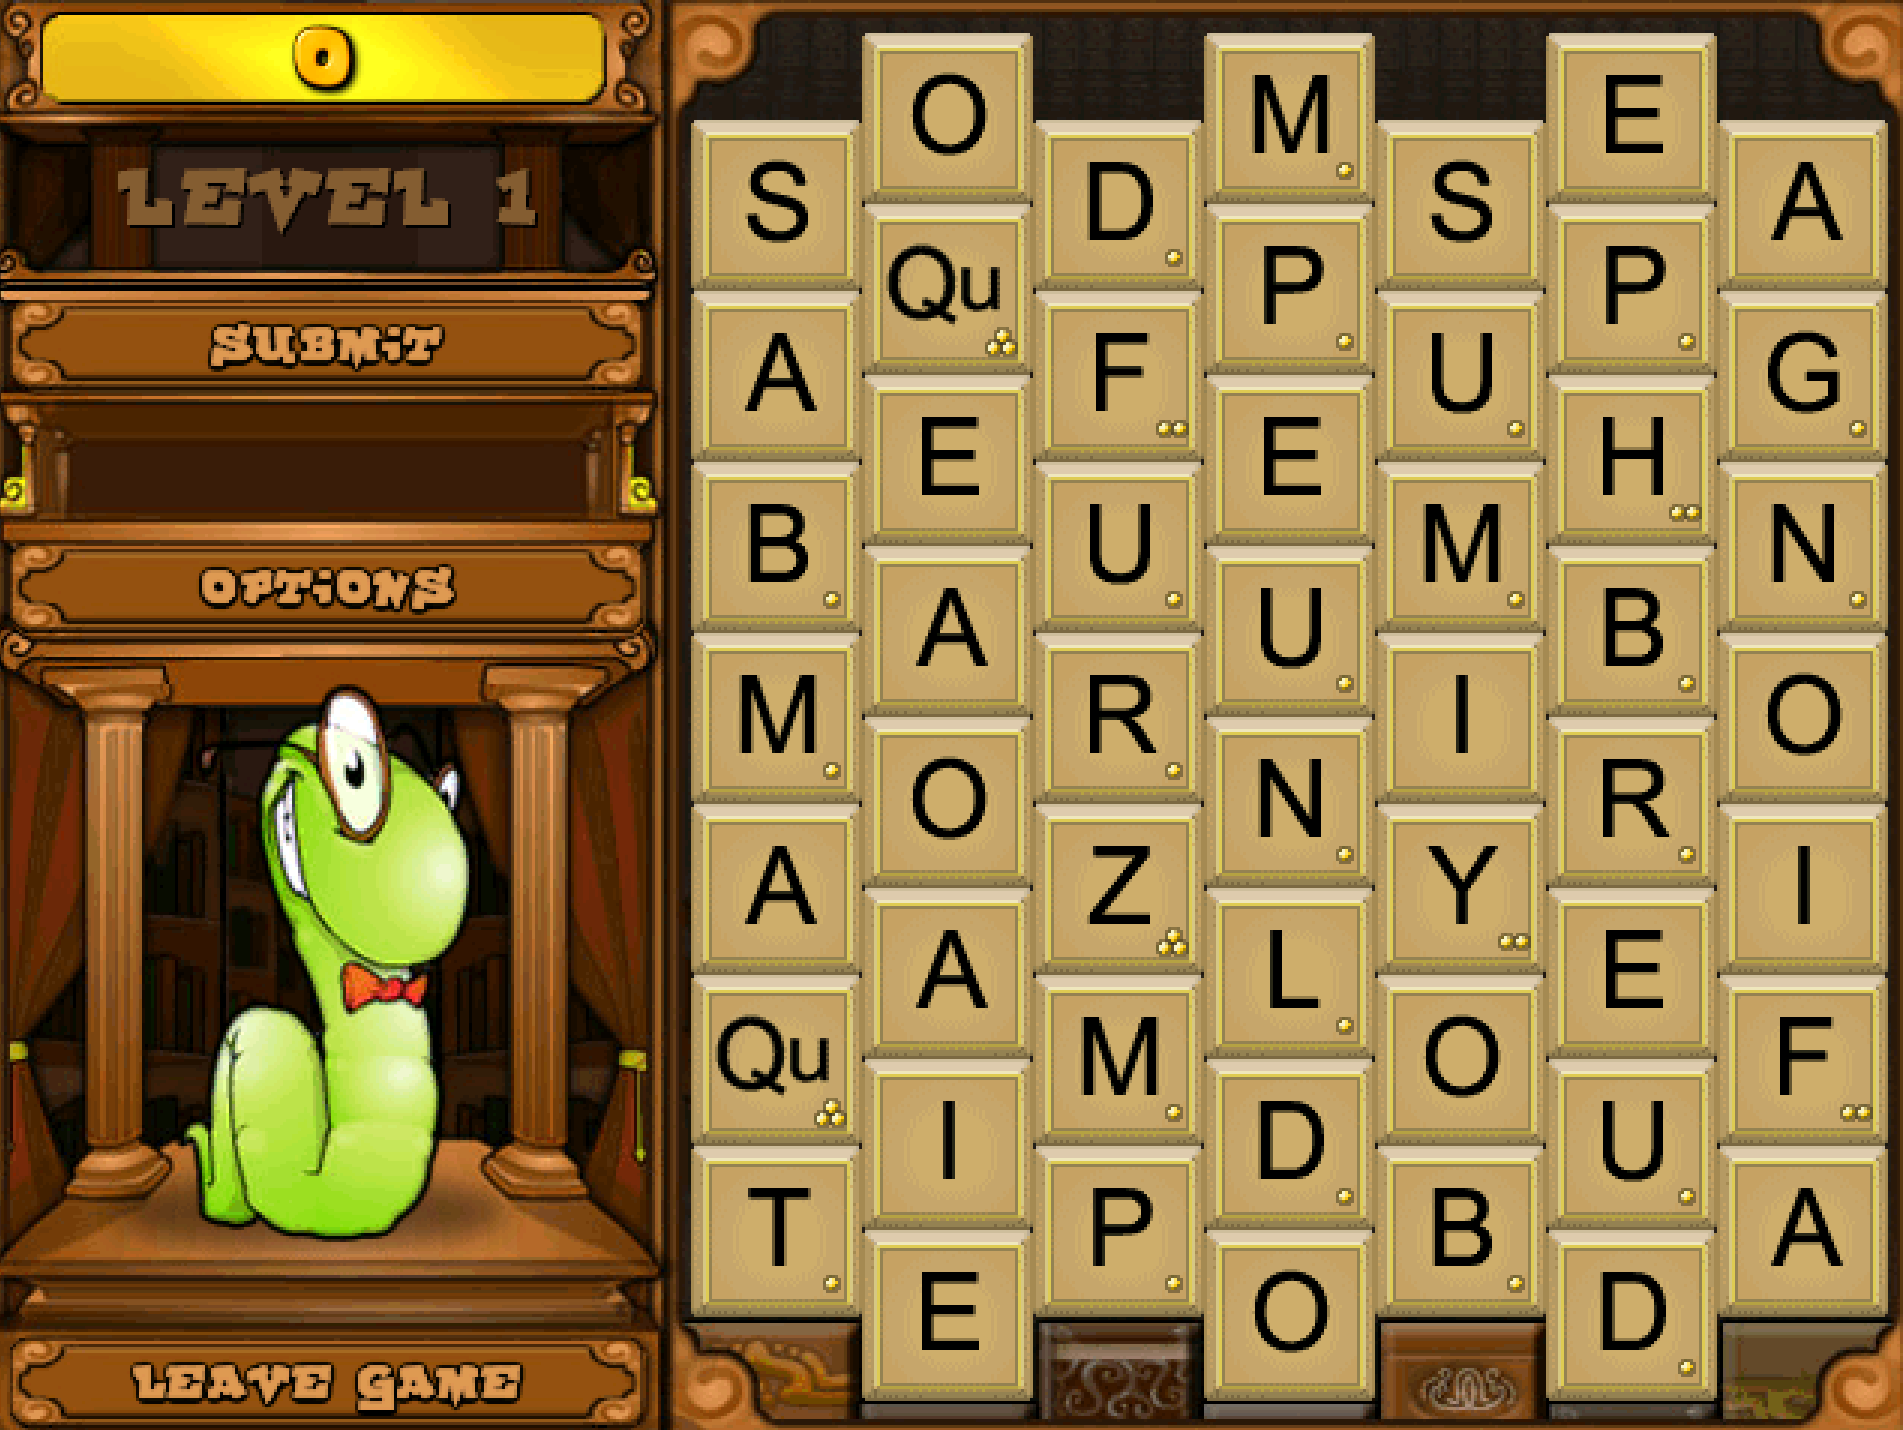 0
LEVEL 1
SUBMIT
OPTIONS
LEAVE GAME
O M E
S D S A
Qu P P
A F U G
E E H
B U M N
A U B
M R I O
O N R
A Z Y I
A L E
Qu M O F
I D U
T P B A
E O D